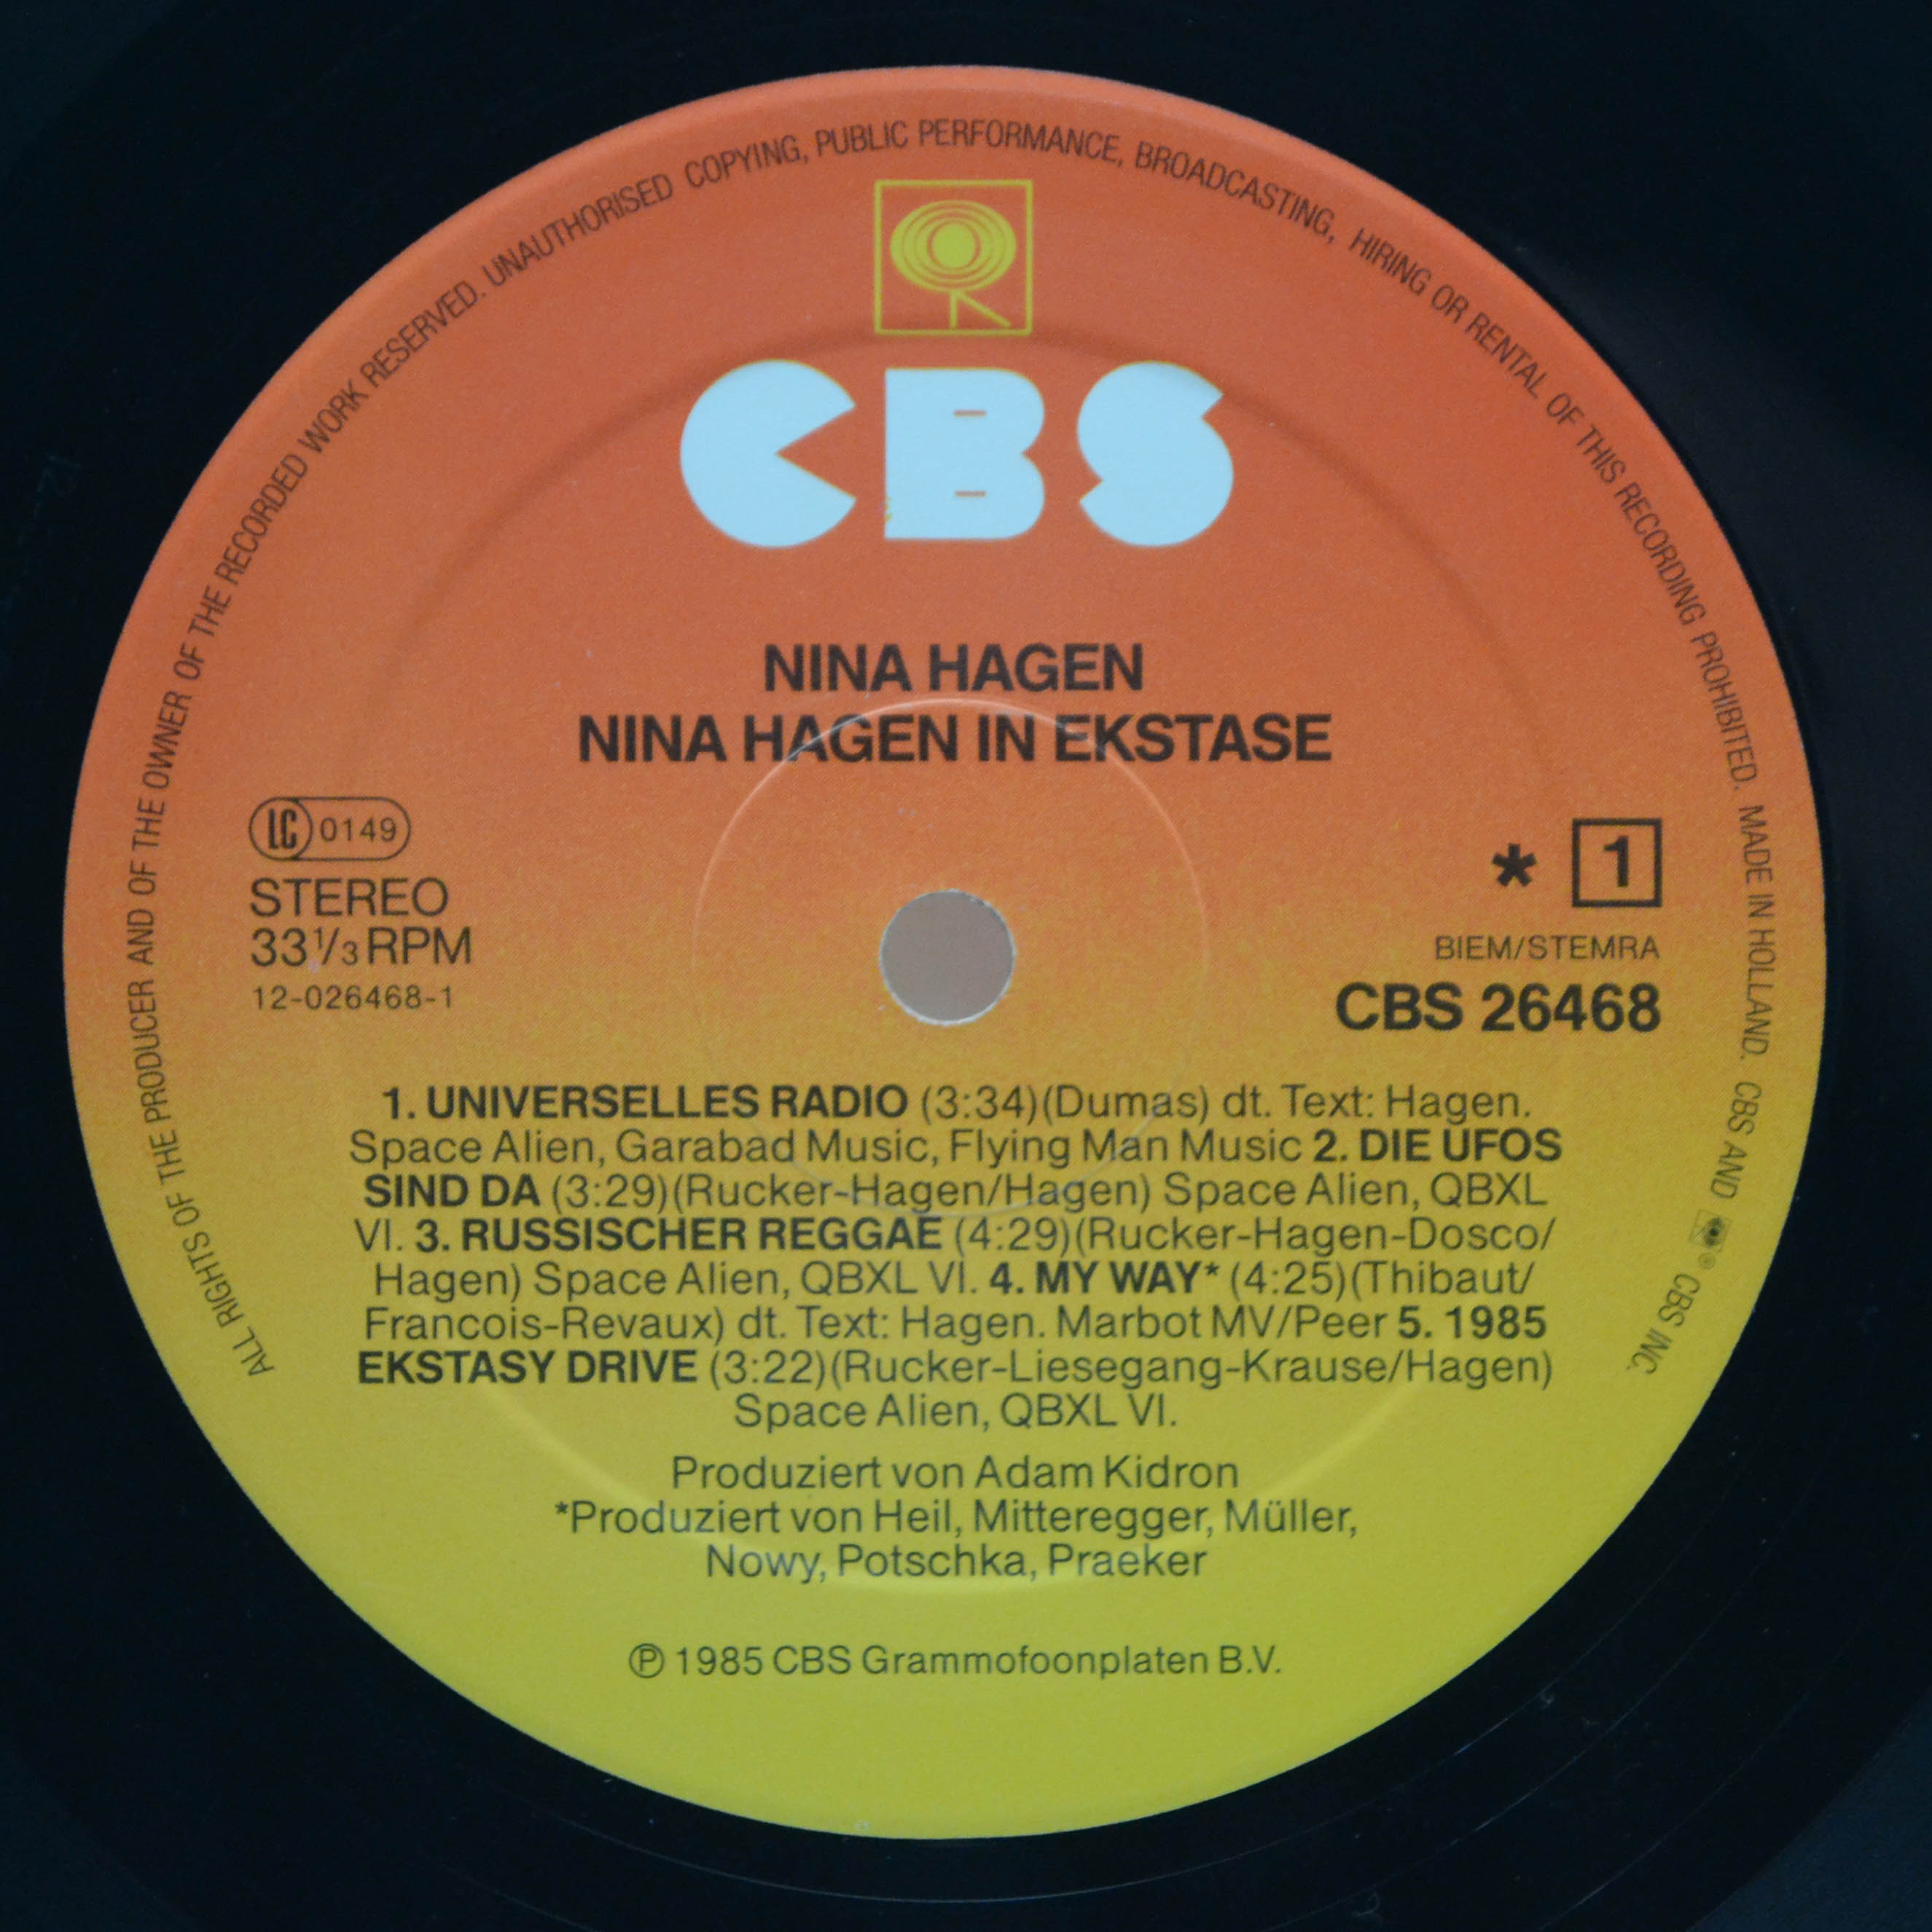 ALL RIGHTS OF THE PRODUCER AND OF THE OWNER OF THE RECORDED WORK RESERVED. UNAUTHORISED COPYING, PUBLIC PERFORMANCE, BROADCASTING, HIRING OR RENTAL OF THIS RECORDING PROHIBITED. MADE IN HOLLAND. CBS AND ® CBS INC.
CBS
NINA HAGEN
NINA HAGEN IN EKSTASE
LC 0149
STEREO
33 1/3 RPM
12-026468-1
* 1
BIEM/STEMRA
CBS 26468
1. UNIVERSELLES RADIO (3:34)(Dumas) dt. Text: Hagen.
Space Alien, Garabad Music, Flying Man Music 2. DIE UFOS
SIND DA (3:29)(Rucker-Hagen/Hagen) Space Alien, QBXL
VI. 3. RUSSISCHER REGGAE (4:29)(Rucker-Hagen-Dosco/
Hagen) Space Alien, QBXL VI. 4. MY WAY* (4:25)(Thibaut/
Francois-Revaux) dt. Text: Hagen. Marbot MV/Peer 5. 1985
EKSTASY DRIVE (3:22)(Rucker-Liesegang-Krause/Hagen)
Space Alien, QBXL VI.
Produziert von Adam Kidron
*Produziert von Heil, Mitteregger, Müller,
Nowy, Potschka, Praeker
℗ 1985 CBS Grammofoonplaten B.V.